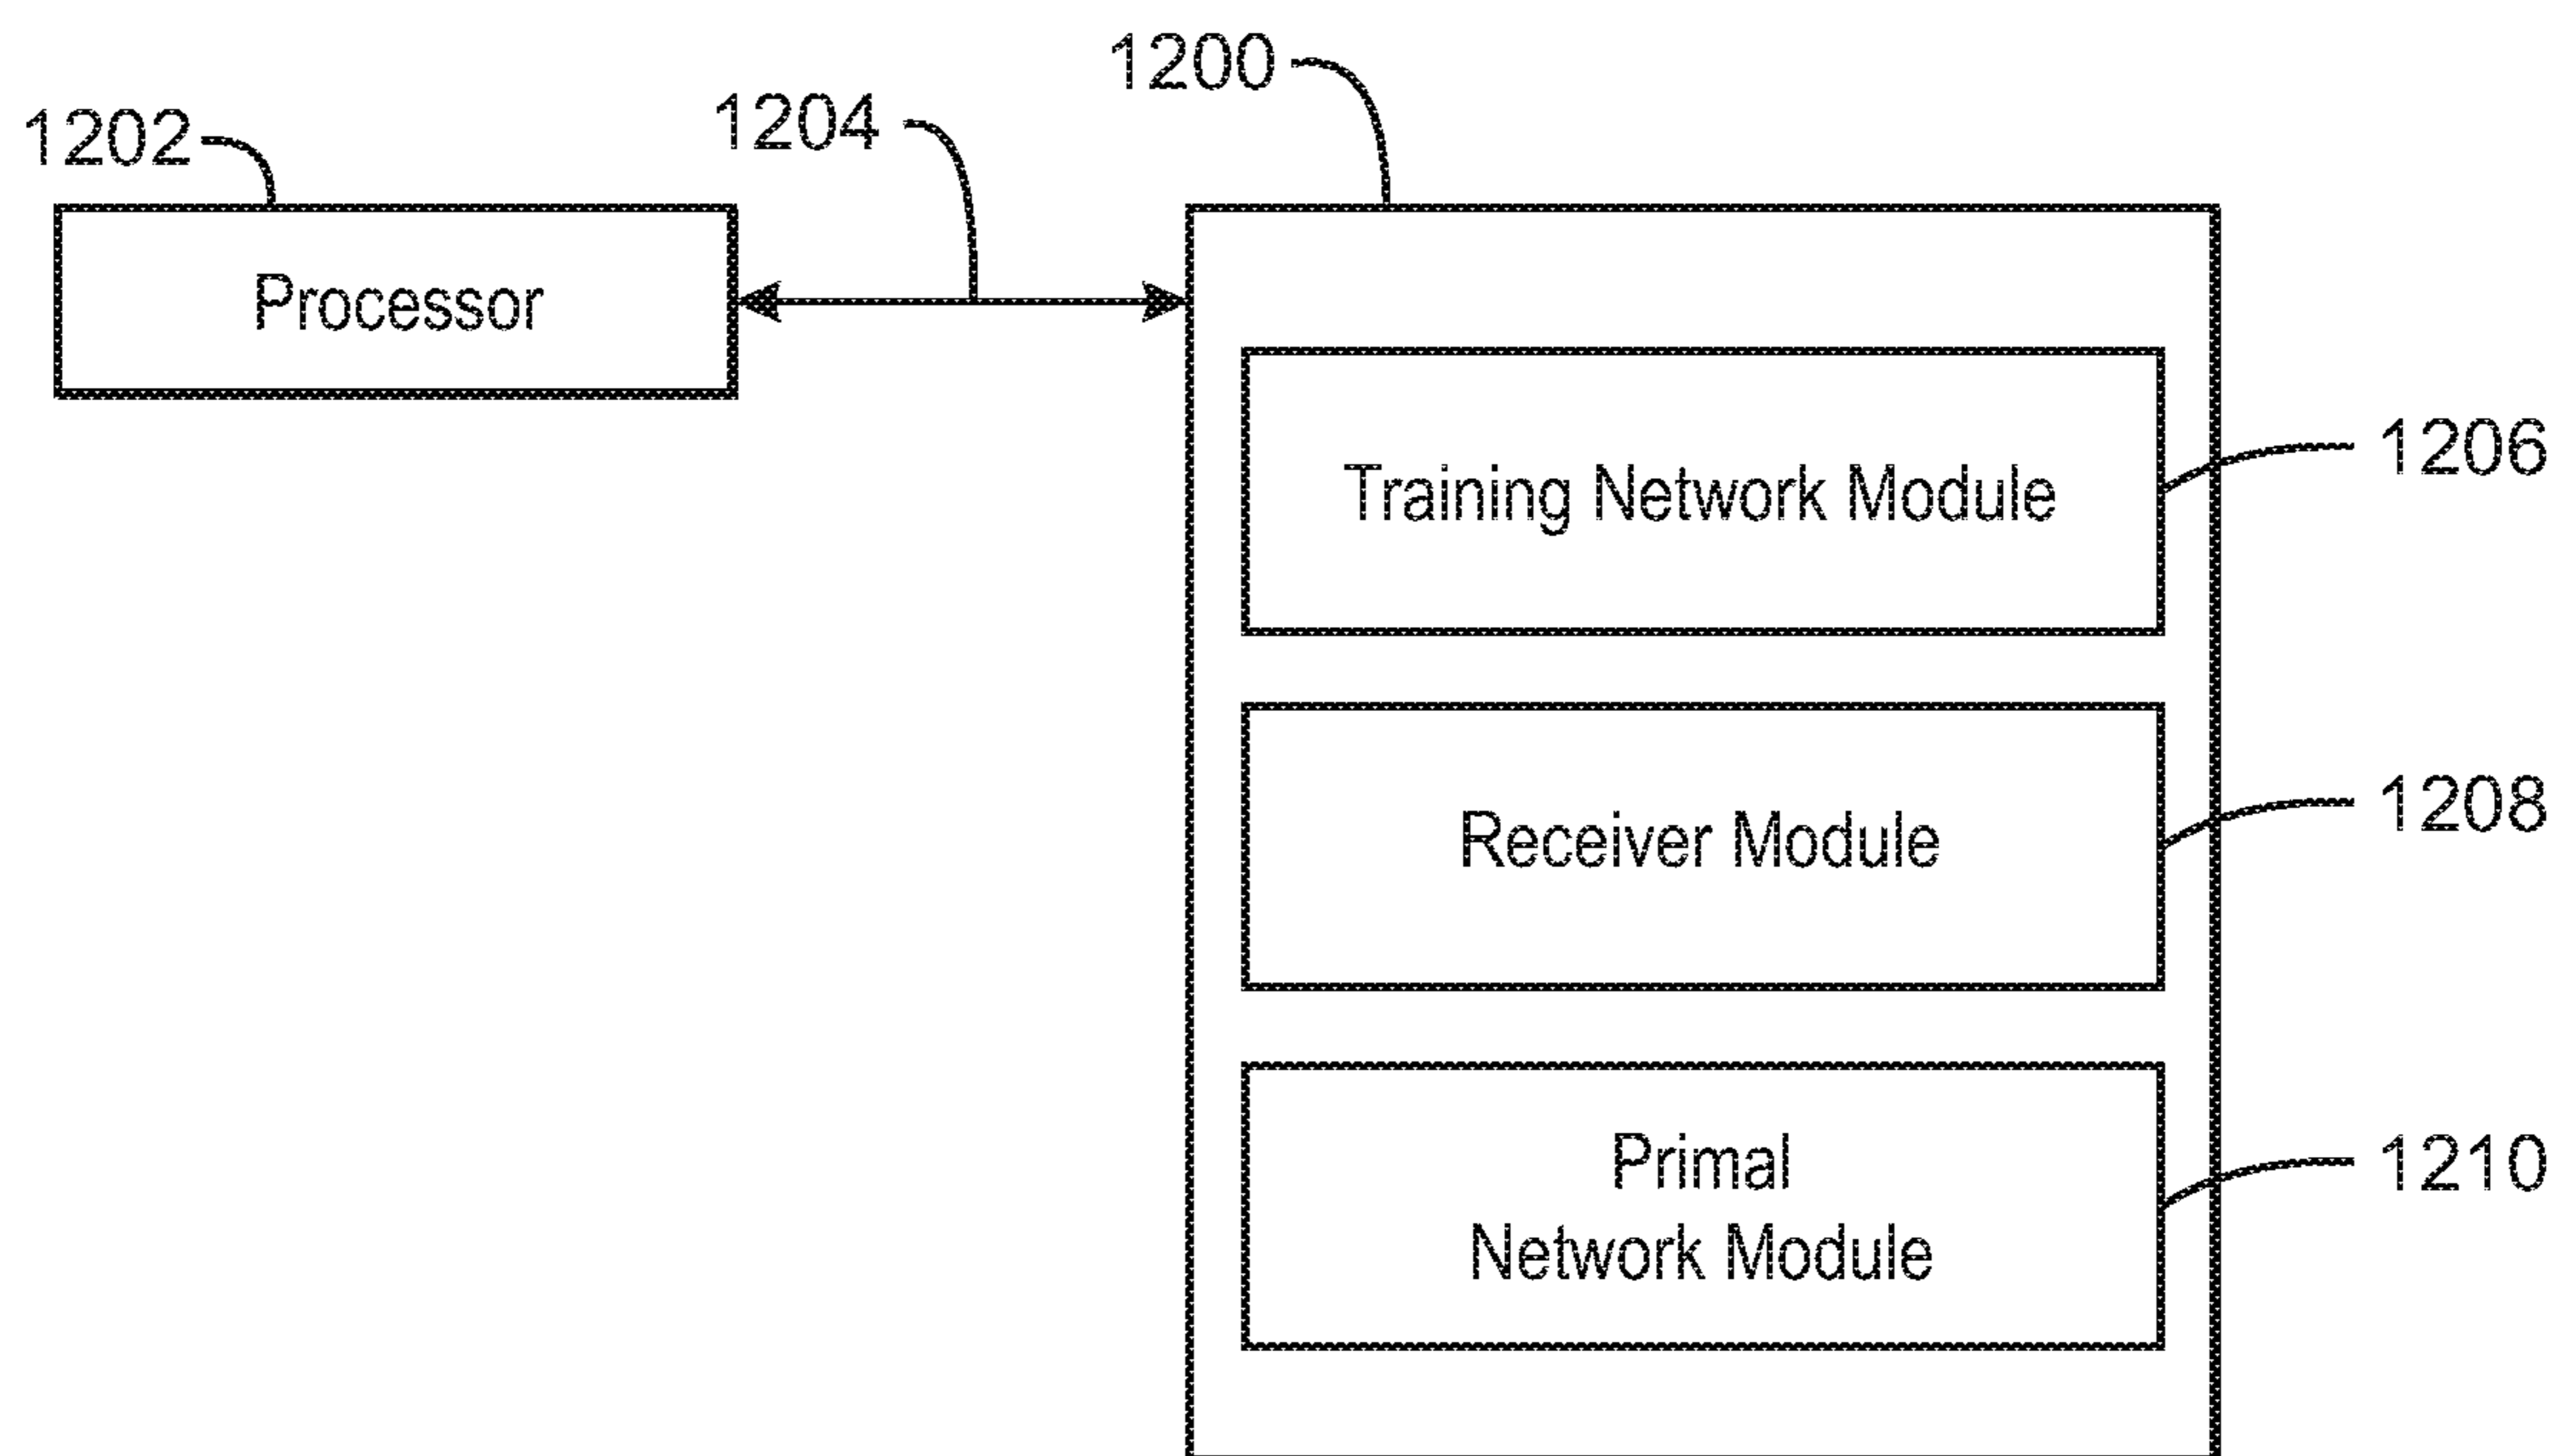 1200
1204
1202
Processor
Training Network Module
1206
Receiver Module
1208
Primal
Network Module
1210